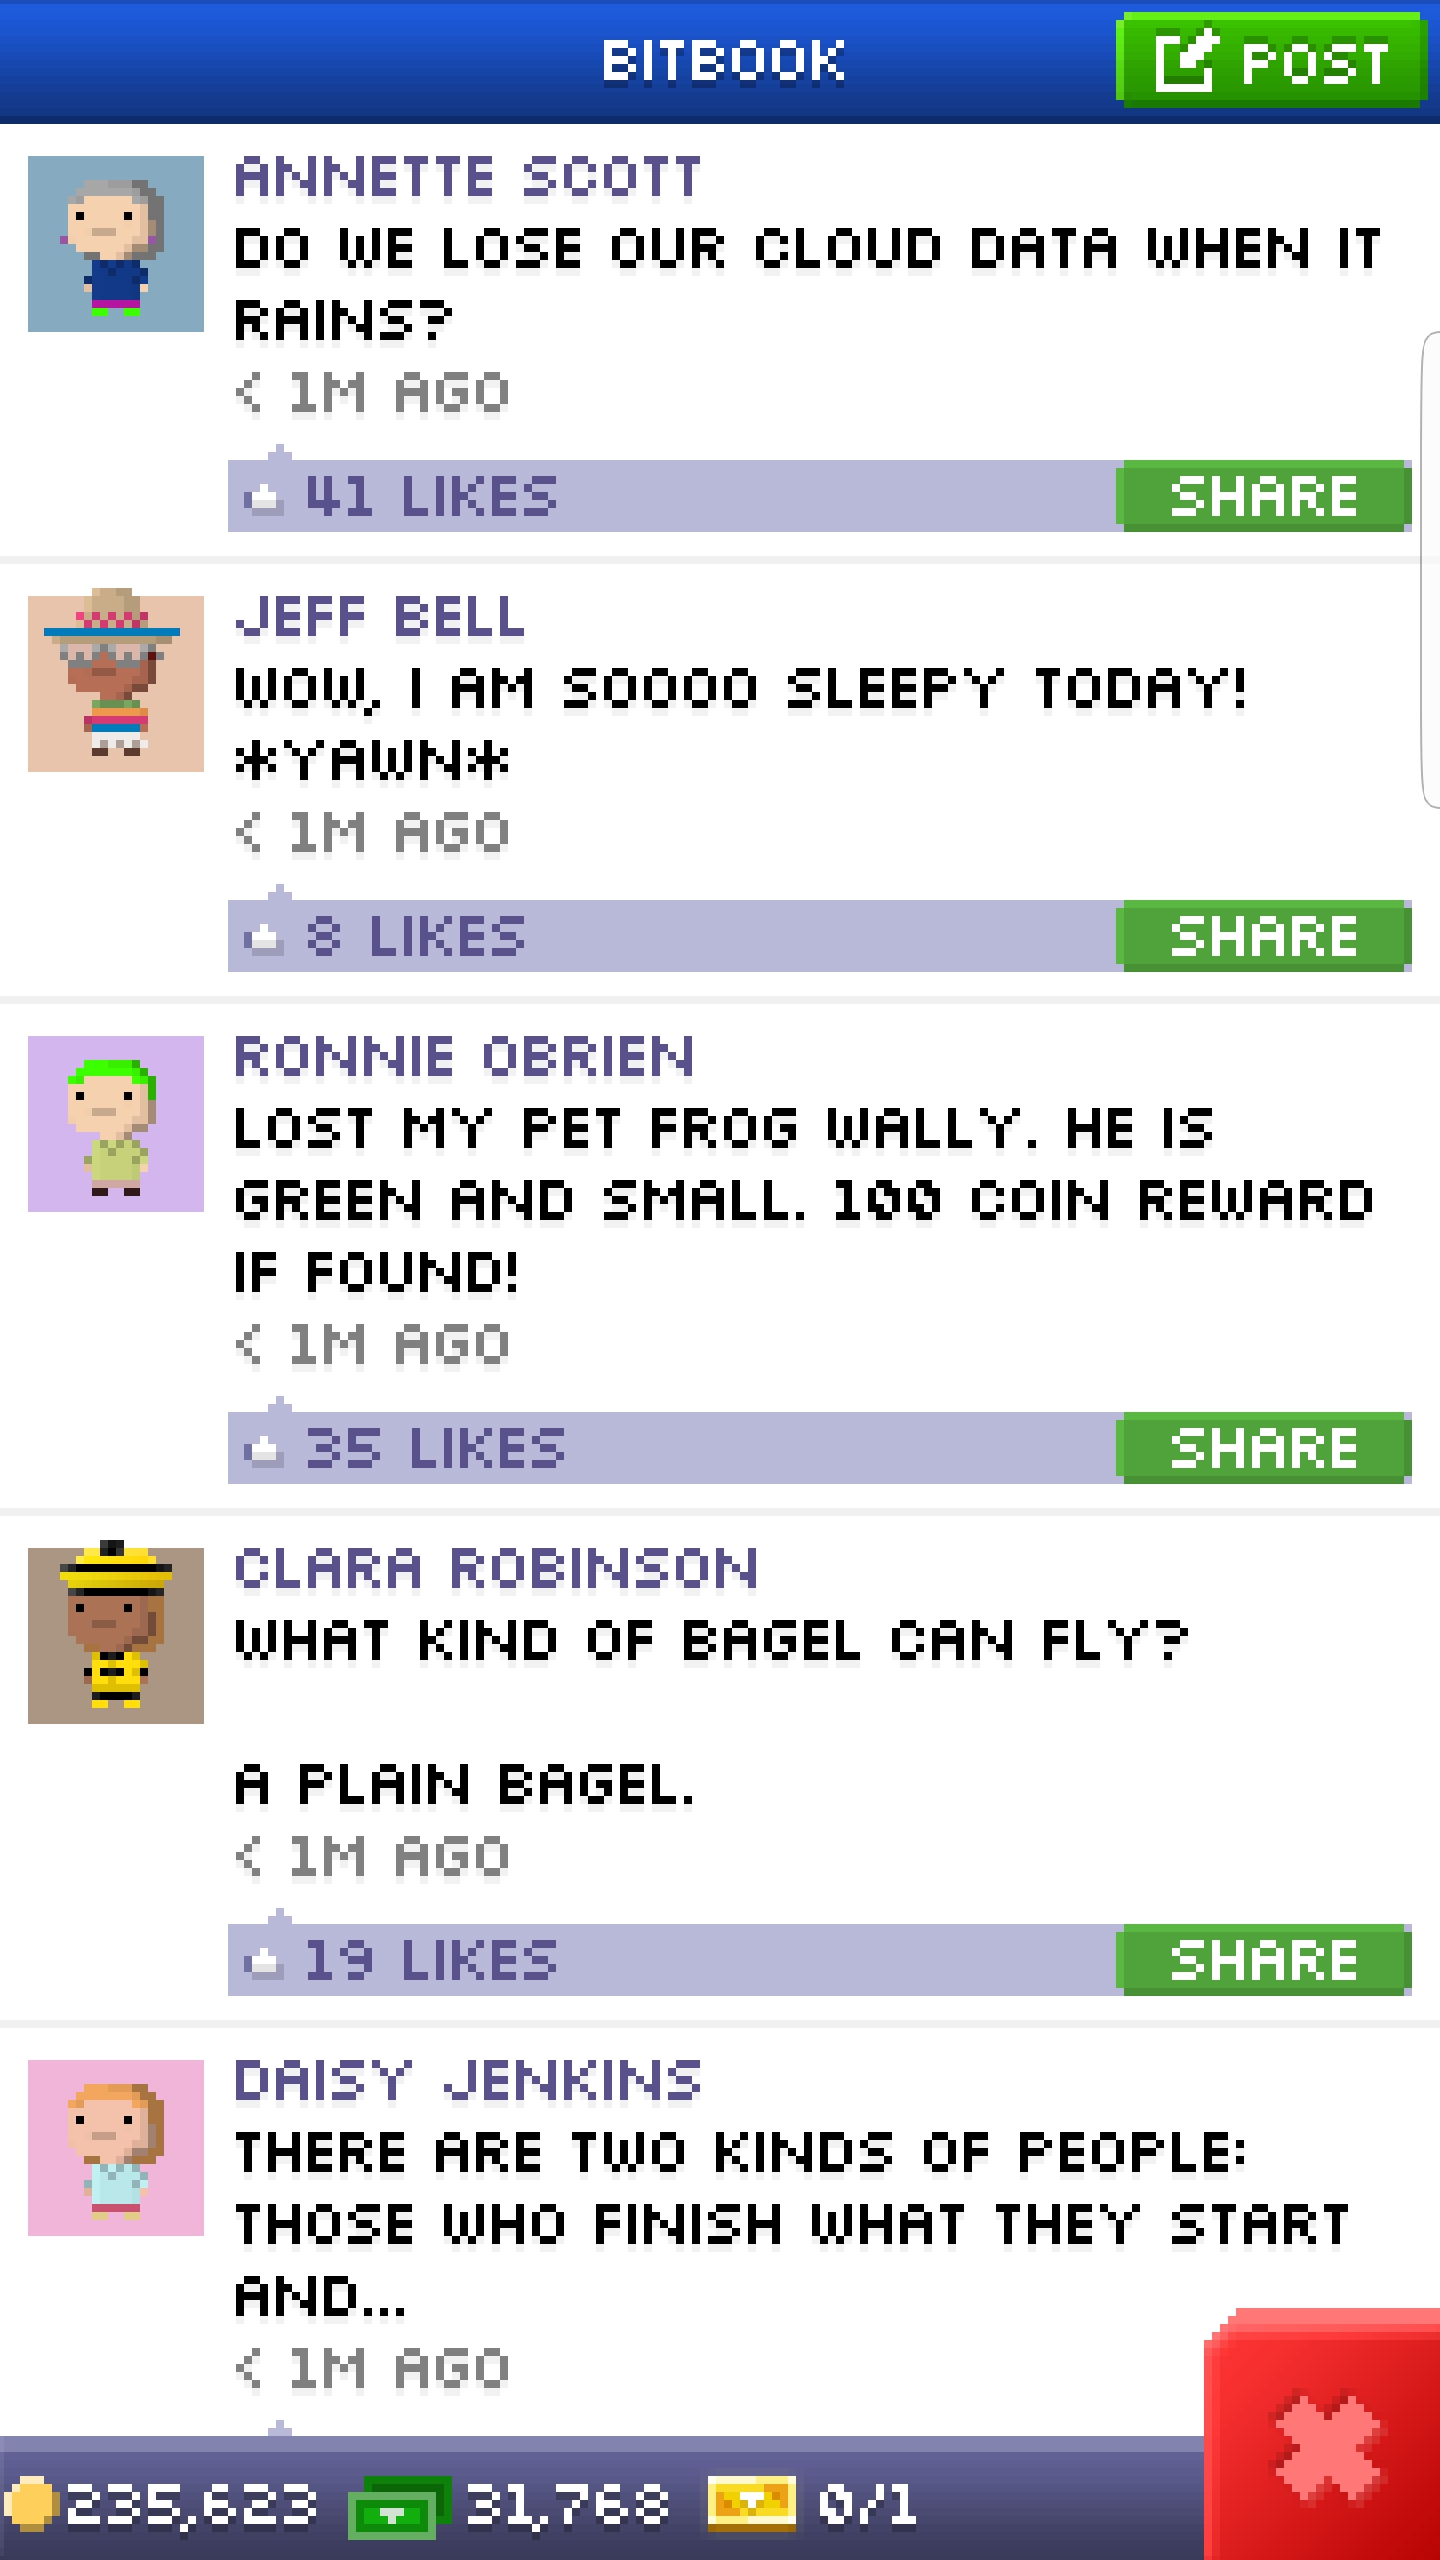 BITBOOK
POST
ANNETTE SCOTT
DO WE LOSE OUR CLOUD DATA WHEN IT
RAINS?
< 1M AGO
41 LIKES
SHARE
JEFF BELL
WOW, I AM SOOOO SLEEPY TODAY!
*YAWN*
< 1M AGO
8 LIKES
SHARE
RONNIE OBRIEN
LOST MY PET FROG WALLY. HE IS
GREEN AND SMALL. 100 COIN REWARD
IF FOUND!
< 1M AGO
35 LIKES
SHARE
CLARA ROBINSON
WHAT KIND OF BAGEL CAN FLY?
A PLAIN BAGEL.
< 1M AGO
19 LIKES
SHARE
DAISY JENKINS
THERE ARE TWO KINDS OF PEOPLE:
THOSE WHO FINISH WHAT THEY START
AND...
< 1M AGO
235,623
31,768
0/1